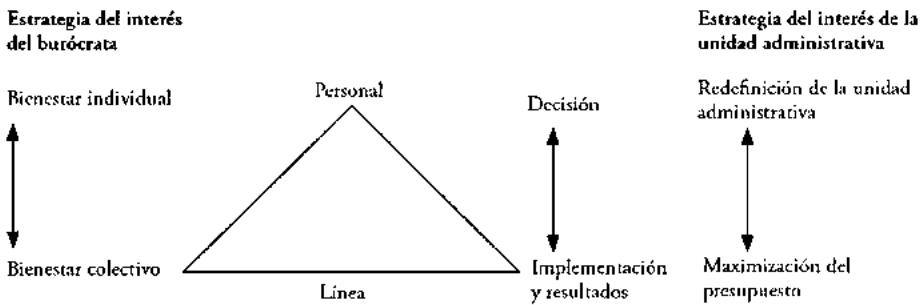 Estrategia del interés
del burócrata
Estrategia del interés de la
unidad administrativa
Bienestar individual
Personal
Decisión
Redefinición de la unidad
administrativa
Bienestar colectivo
Línea
Implementación
y resultados
Maximización del
presupuesto